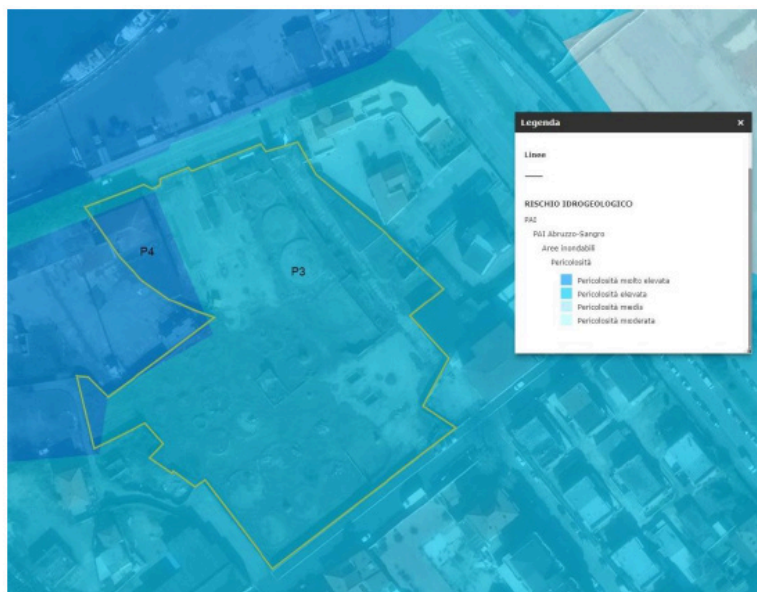 P4
P3
Legenda ×
Linee
RISCHIO IDROGEOLOGICO
PAI
PAI Abruzzo-Sangro
Aree inondabili
Pericolosità
Pericolosità molto elevata
Pericolosità elevata
Pericolosità media
Pericolosità moderata